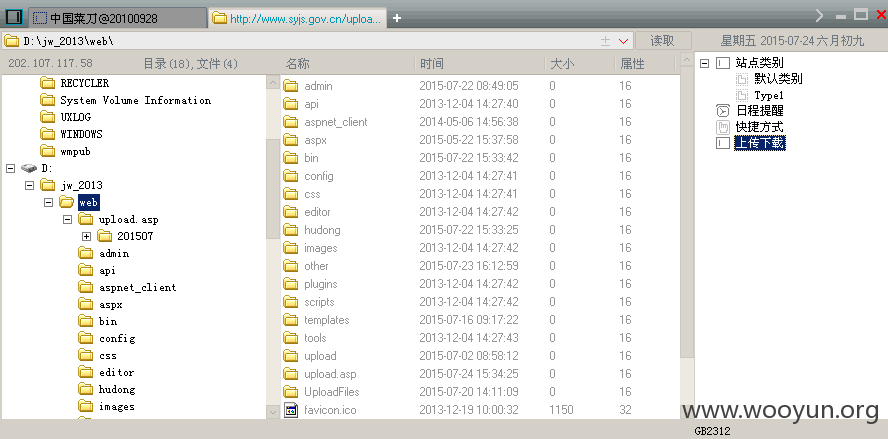 中国菜刀@20100928 http://www.syjs.gov.cn/uploa...
D:\jw_2013\web\ 读取 星期五 2015-07-24 六月初九
202.107.117.58 目录(18),文件(4) 名称 时间 大小 属性
RECYCLER
System Volume Information
UXLOG
WINDOWS
wmpub
D:
jw_2013
web
upload.asp
201507
admin
api
aspnet_client
aspx
bin
config
css
editor
hudong
images
admin 2015-07-22 08:49:05 0 16
api 2013-12-04 14:27:40 0 16
aspnet_client 2014-05-06 14:56:38 0 16
aspx 2015-05-22 15:37:58 0 16
bin 2015-07-22 15:33:42 0 16
config 2013-12-04 14:27:41 0 16
css 2013-12-04 14:27:41 0 16
editor 2013-12-04 14:27:42 0 16
hudong 2015-07-22 15:33:25 0 16
images 2013-12-04 14:27:42 0 16
other 2015-07-23 16:12:59 0 16
plugins 2013-12-04 14:27:42 0 16
scripts 2013-12-04 14:27:42 0 16
templates 2015-07-16 09:17:22 0 16
tools 2013-12-04 14:27:43 0 16
upload 2015-07-02 08:58:12 0 16
upload.asp 2015-07-24 15:34:25 0 16
UploadFiles 2015-07-20 14:11:09 0 16
favicon.ico 2013-12-19 10:00:32 1150 32
站点类别
默认类别
Type1
日程提醒
快捷方式
上传下载
www.wooyun.org
GB2312